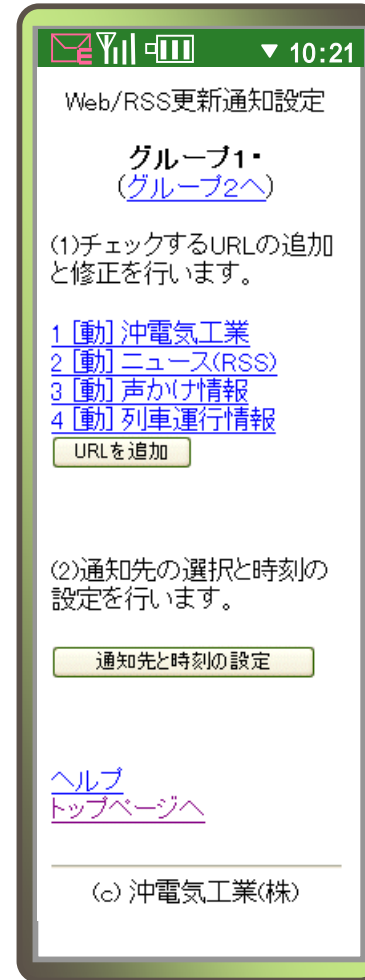 10:21
Web/RSS更新通知設定
グループ1・
(グループ2へ)
(1)チェックするURLの追加
と修正を行います。
1 [動] 沖電気工業
2 [動] ニュース(RSS)
3 [動] 声かけ情報
4 [動] 列車運行情報
URLを追加
(2)通知先の選択と時刻の
設定を行います。
通知先と時刻の設定
ヘルプ
トップページへ
(c) 沖電気工業(株)